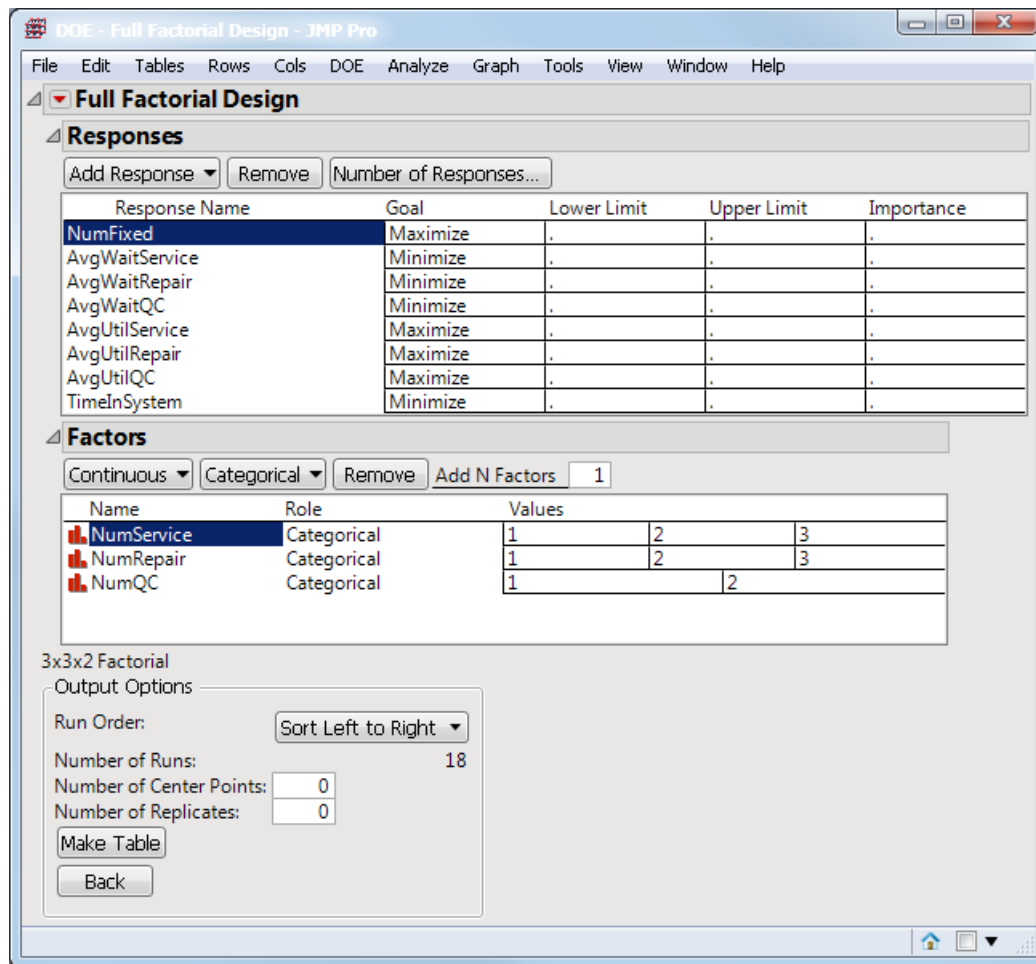 DOE - Full Factorial Design - JMP Pro
File Edit Tables Rows Cols DOE Analyze Graph Tools View Window Help
Full Factorial Design
Responses
Add Response Remove Number of Responses...
Response Name Goal Lower Limit Upper Limit Importance
NumFixed Maximize . . .
AvgWaitService Minimize . . .
AvgWaitRepair Minimize . . .
AvgWaitQC Minimize . . .
AvgUtilService Maximize . . .
AvgUtilRepair Maximize . . .
AvgUtilQC Maximize . . .
TimeInSystem Minimize . . .
Factors
Continuous Categorical Remove Add N Factors 1
Name Role Values
NumService Categorical 1 2 3
NumRepair Categorical 1 2 3
NumQC Categorical 1 2
3x3x2 Factorial
Output Options
Run Order: Sort Left to Right
Number of Runs: 18
Number of Center Points: 0
Number of Replicates: 0
Make Table
Back